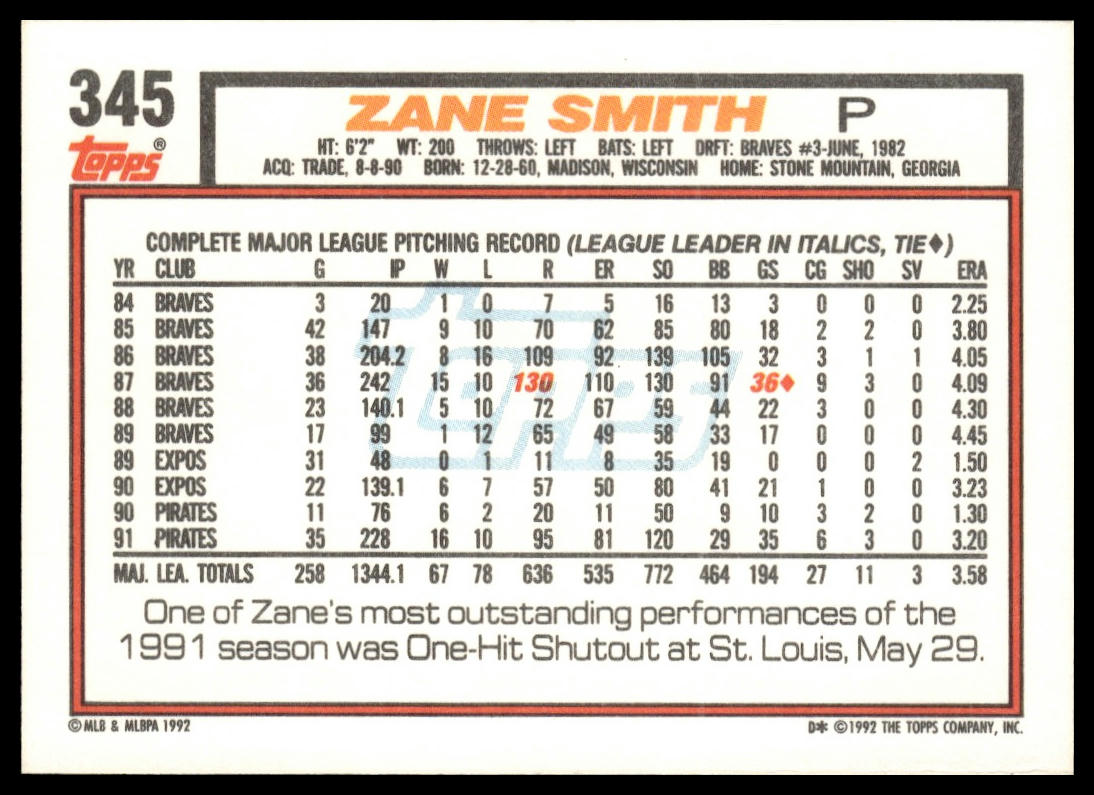 345
ZANE SMITH P
topps®
HT: 6'2" WT: 200 THROWS: LEFT BATS: LEFT DRFT: BRAVES #3-JUNE, 1982
ACQ: TRADE, 8-8-90 BORN: 12-28-60, MADISON, WISCONSIN HOME: STONE MOUNTAIN, GEORGIA
COMPLETE MAJOR LEAGUE PITCHING RECORD (LEAGUE LEADER IN ITALICS, TIE♦)
YR CLUB G IP W L R ER SO BB GS CG SHO SV ERA
84 BRAVES 3 20 1 0 7 5 16 13 3 0 0 0 2.25
85 BRAVES 42 147 9 10 70 62 85 80 18 2 2 0 3.80
86 BRAVES 38 204.2 8 16 109 92 139 105 32 3 1 1 4.05
87 BRAVES 36 242 15 10 130 110 130 91 36♦ 9 3 0 4.09
88 BRAVES 23 140.1 5 10 72 67 59 44 22 3 0 0 4.30
89 BRAVES 17 99 1 12 65 49 58 33 17 0 0 0 4.45
89 EXPOS 31 48 0 1 11 8 35 19 0 0 0 2 1.50
90 EXPOS 22 139.1 6 7 57 50 80 41 21 1 0 0 3.23
90 PIRATES 11 76 6 2 20 11 50 9 10 3 2 0 1.30
91 PIRATES 35 228 16 10 95 81 120 29 35 6 3 0 3.20
MAJ. LEA. TOTALS 258 1344.1 67 78 636 535 772 464 194 27 11 3 3.58
topps
One of Zane's most outstanding performances of the
1991 season was One-Hit Shutout at St. Louis, May 29.
© MLB & MLBPA 1992
D* © 1992 THE TOPPS COMPANY, INC.